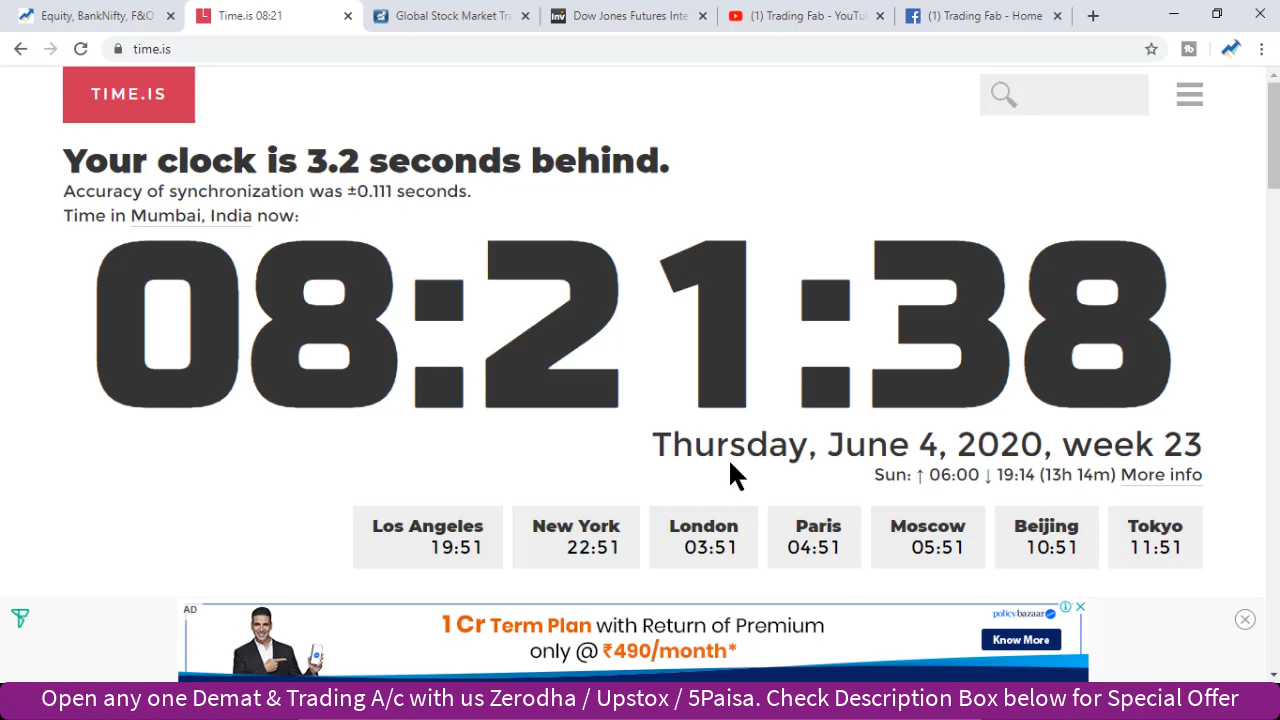 Equity, BankNifty, F&O
Time.is 08:21
Global Stock Market Tra
Dow Jones Futures Inte
(1) Trading Fab - YouTu
(1) Trading Fab - Home
time.is
TIME.IS
Your clock is 3.2 seconds behind.
Accuracy of synchronization was ±0.111 seconds.
Time in Mumbai, India now:
08:21:38
Thursday, June 4, 2020, week 23
Sun: ↑ 06:00 ↓ 19:14 (13h 14m) More info
Los Angeles
19:51
New York
22:51
London
03:51
Paris
04:51
Moscow
05:51
Beijing
10:51
Tokyo
11:51
AD
1 Cr Term Plan with Return of Premium
only @ ₹490/month*
policybazaar
Know More
Open any one Demat & Trading A/c with us Zerodha / Upstox / 5Paisa. Check Description Box below for Special Offer